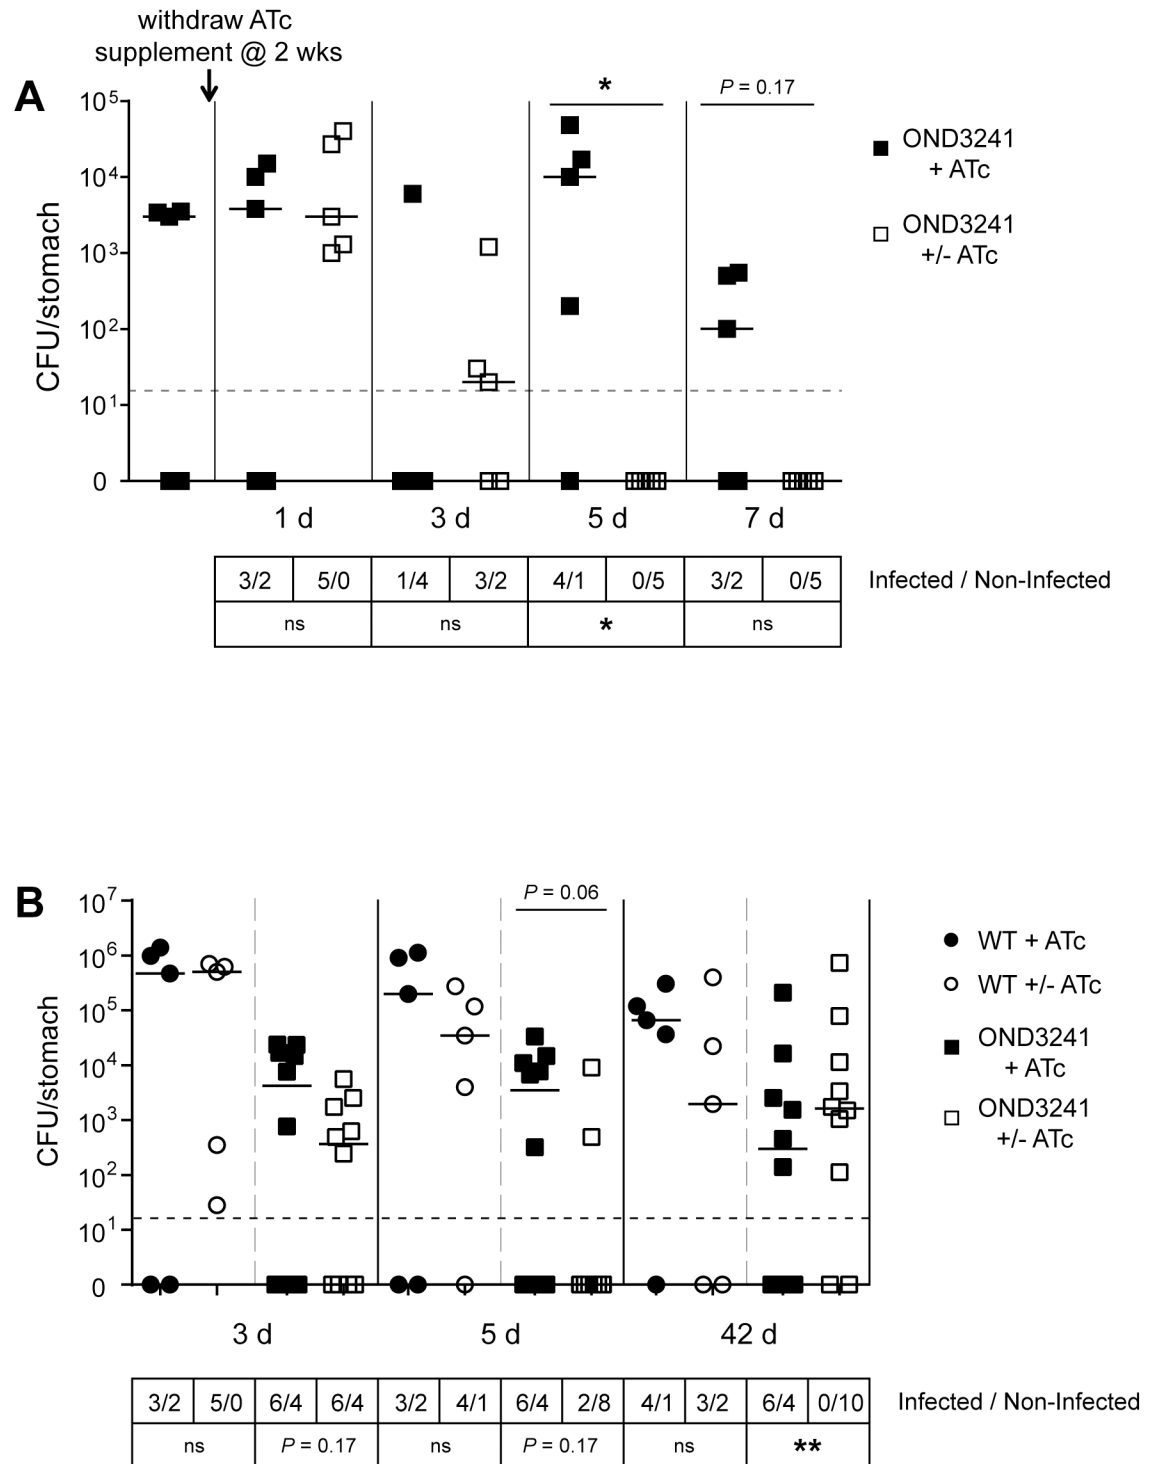 withdraw ATc
supplement @ 2 wks
A
10⁵
10⁴
10³
10²
10¹
0
CFU/stomach
*
P = 0.17
OND3241
+ ATc
OND3241
+/- ATc
1 d 3 d 5 d 7 d
3/2 5/0 1/4 3/2 4/1 0/5 3/2 0/5 Infected / Non-Infected
ns ns * ns
B
10⁷
10⁶
10⁵
10⁴
10³
10²
10¹
0
CFU/stomach
P = 0.06
WT + ATc
WT +/- ATc
OND3241
+ ATc
OND3241
+/- ATc
3 d 5 d 42 d
3/2 5/0 6/4 6/4 3/2 4/1 6/4 2/8 4/1 3/2 6/4 0/10 Infected / Non-Infected
ns P = 0.17 ns P = 0.17 ns **